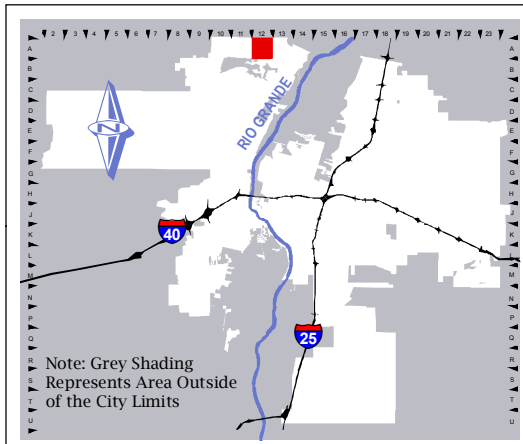 2 3 4 5 6 7 8 9 10 11 12 13 14 15 16 17 18 19 20 21 22 23
A A
B B
C C
D D
E E
F F
G G
H H
J J
K K
L L
M M
N N
P P
Q Q
R R
S S
T T
U U
N
RIO GRANDE
40
25
Note: Grey Shading
Represents Area Outside
of the City Limits